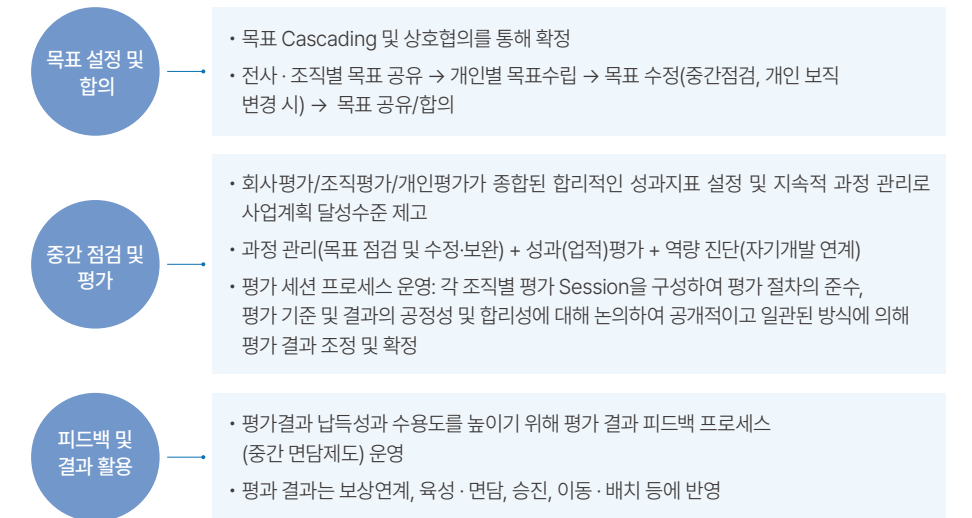 목표 설정 및
합의
• 목표 Cascading 및 상호협의를 통해 확정
• 전사 · 조직별 목표 공유 → 개인별 목표수립 → 목표 수정(중간점검, 개인 보직
변경 시) → 목표 공유/합의
중간 점검 및
평가
• 회사평가/조직평가/개인평가가 종합된 합리적인 성과지표 설정 및 지속적 과정 관리로
사업계획 달성수준 제고
• 과정 관리(목표 점검 및 수정·보완) + 성과(업적)평가 + 역량 진단(자기개발 연계)
• 평가 세션 프로세스 운영: 각 조직별 평가 Session을 구성하여 평가 절차의 준수,
평가 기준 및 결과의 공정성 및 합리성에 대해 논의하여 공개적이고 일관된 방식에 의해
평가 결과 조정 및 확정
피드백 및
결과 활용
• 평가결과 납득성과 수용도를 높이기 위해 평가 결과 피드백 프로세스
(중간 면담제도) 운영
• 평과 결과는 보상연계, 육성 · 면담, 승진, 이동 · 배치 등에 반영